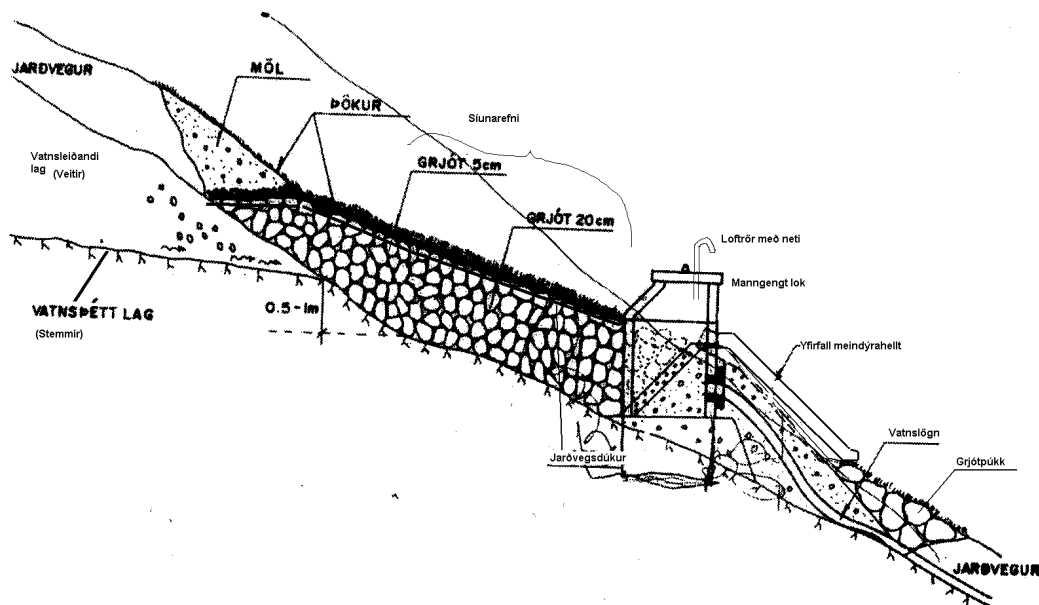 JARÐVEGUR
MÖL
ÞÖKUR
Síunarefni
GRJÓT 5cm
GRJÓT 20cm
Vatnsleiðandi
lag (Veitir)
Loftrör með neti
Manngengt lok
0.5-1m
VATNSÞÉTT LAG
(Stemmir)
Yfirfall meindýrahellt
Vatnslögn
Jarðvegsdúkur
Grjótpúkk
JARÐVEGUR